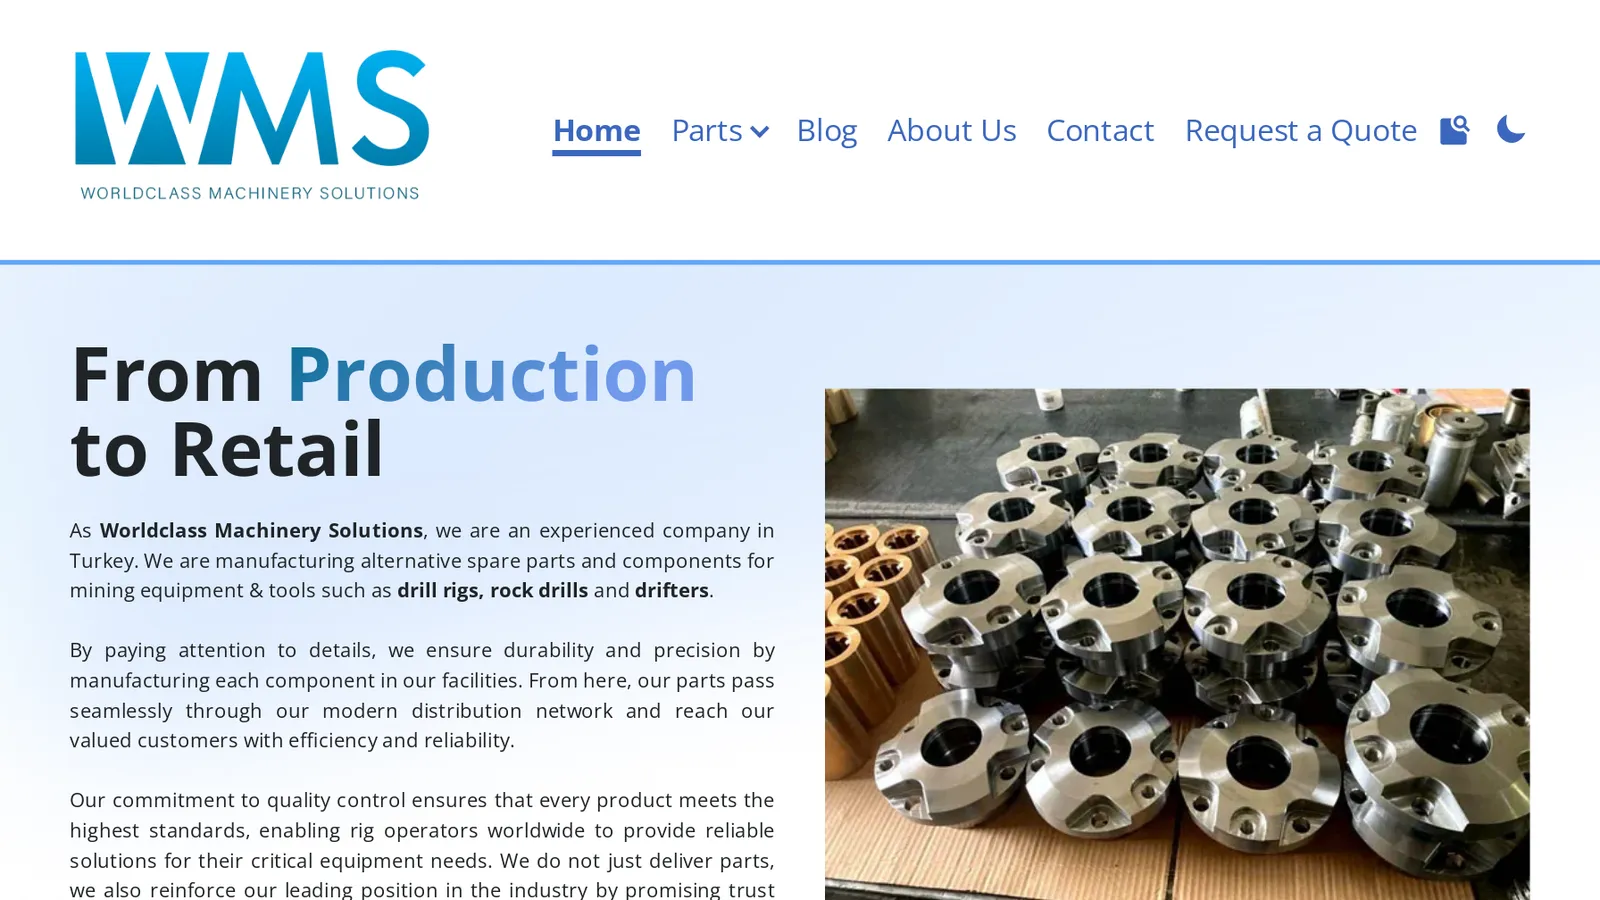 WMS
WORLDCLASS MACHINERY SOLUTIONS
Home Parts Blog About Us Contact Request a Quote
From Production
to Retail
As Worldclass Machinery Solutions, we are an experienced company in
Turkey. We are manufacturing alternative spare parts and components for
mining equipment & tools such as drill rigs, rock drills and drifters.
By paying attention to details, we ensure durability and precision by
manufacturing each component in our facilities. From here, our parts pass
seamlessly through our modern distribution network and reach our
valued customers with efficiency and reliability.
Our commitment to quality control ensures that every product meets the
highest standards, enabling rig operators worldwide to provide reliable
solutions for their critical equipment needs. We do not just deliver parts,
we also reinforce our leading position in the industry by promising trust